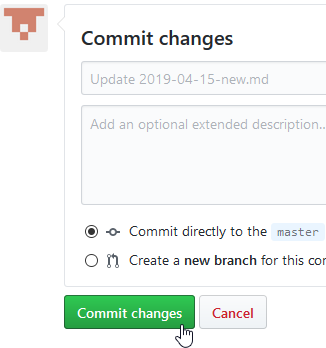 Commit changes
Update 2019-04-15-new.md
Add an optional extended description...
Commit directly to the master
Create a new branch for this
Commit changes
Cancel